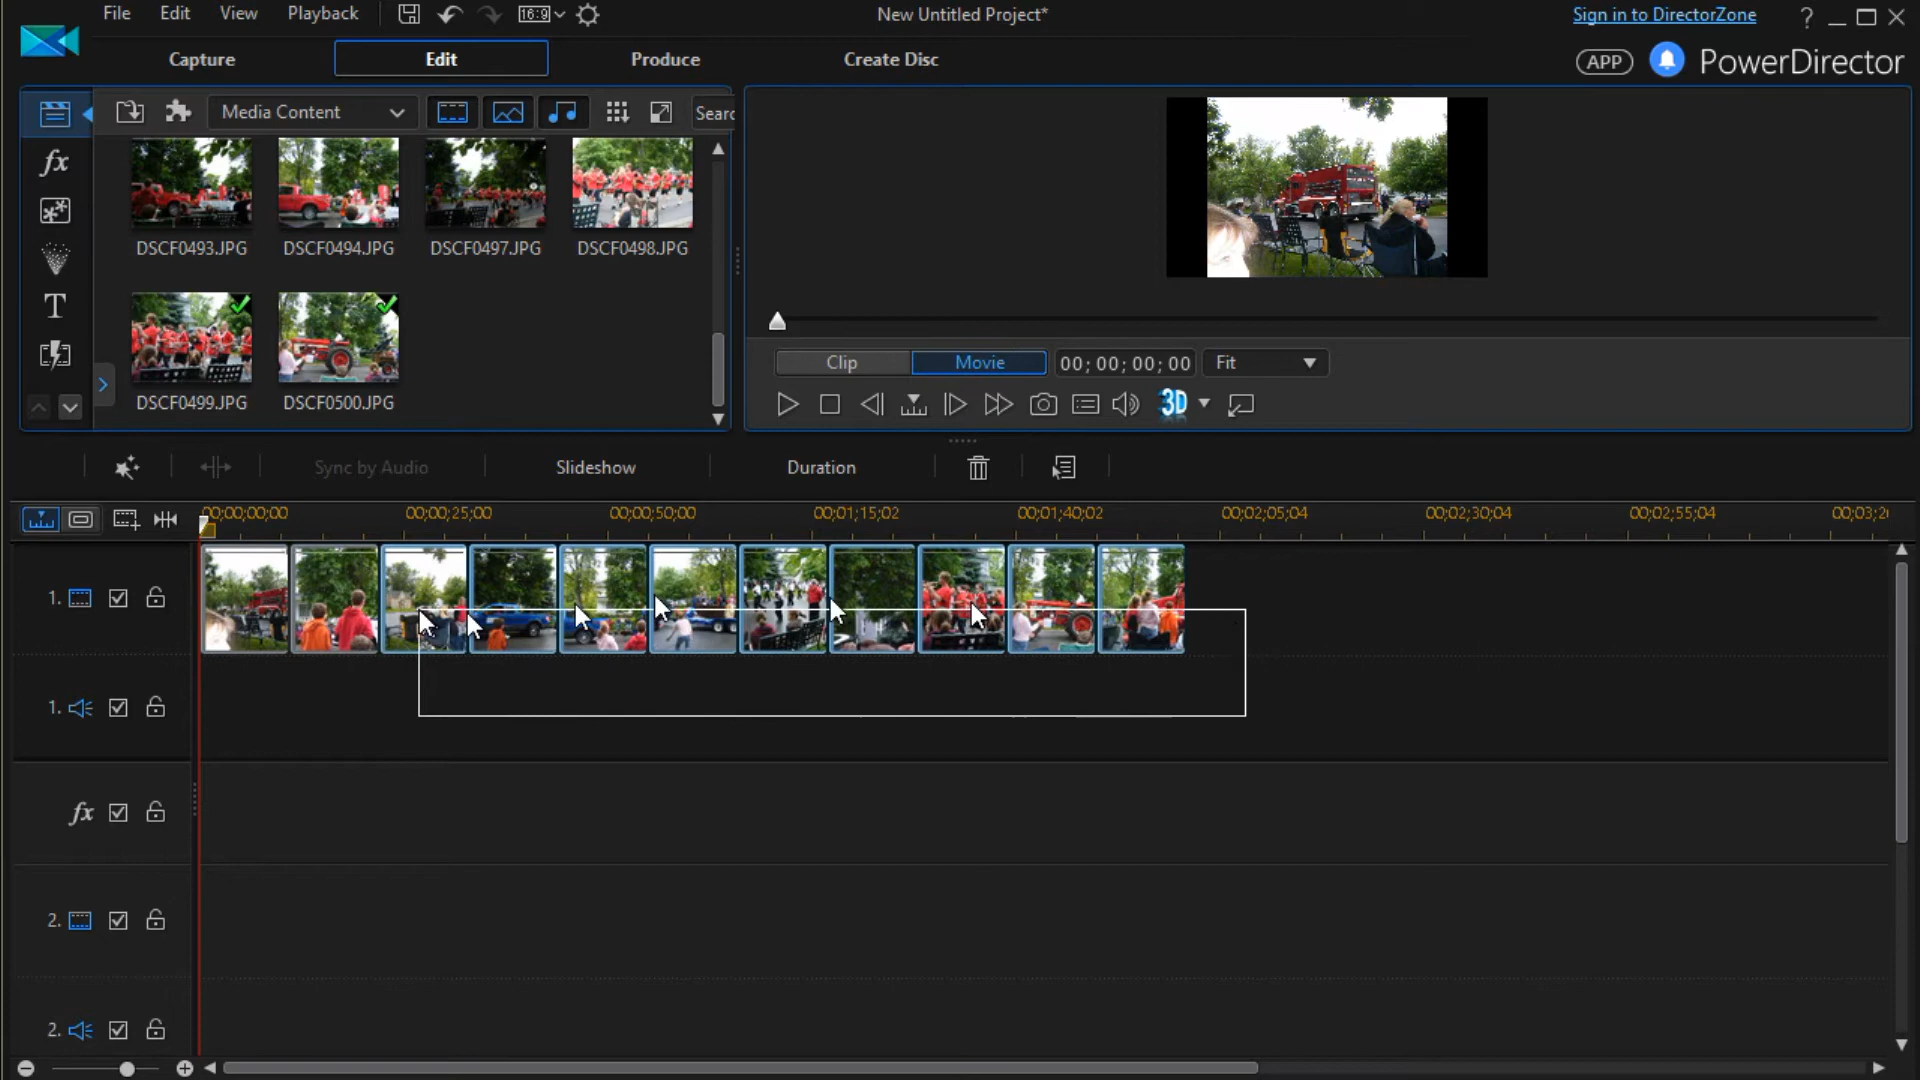 File Edit View Playback 16:9 New Untitled Project* Sign in to DirectorZone ?
Capture Edit Produce Create Disc APP PowerDirector
Media Content Searc
fx
DSCF0493.JPG DSCF0494.JPG DSCF0497.JPG DSCF0498.JPG
T
DSCF0499.JPG DSCF0500.JPG
Clip Movie 00; 00; 00; 00 Fit
3D
Sync by Audio Slideshow Duration
00;00;00;00 00;00;25;00 00;00;50;00 00;01;15;02 00;01;40;02 00;02;05;04 00;02;30;04 00;02;55;04
1.
1.
fx
2.
2.